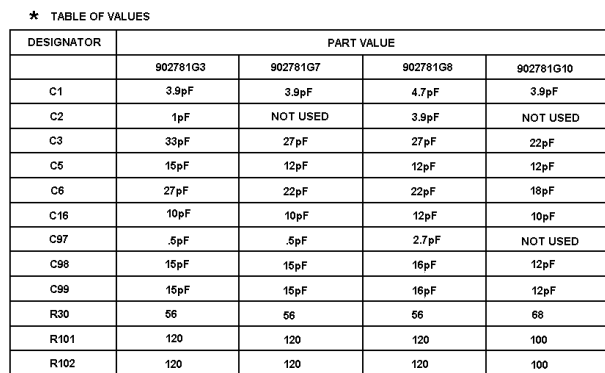 * TABLE OF VALUES
DESIGNATOR PART VALUE
902781G3 902781G7 902781G8 902781G10
C1 3.9pF 3.9pF 4.7pF 3.9pF
C2 1pF NOT USED 3.9pF NOT USED
C3 33pF 27pF 27pF 22pF
C5 15pF 12pF 12pF 12pF
C6 27pF 22pF 22pF 18pF
C16 10pF 10pF 12pF 10pF
C97 .5pF .5pF 2.7pF NOT USED
C98 15pF 15pF 16pF 12pF
C99 15pF 15pF 16pF 12pF
R30 56 56 56 68
R101 120 120 120 100
R102 120 120 120 100